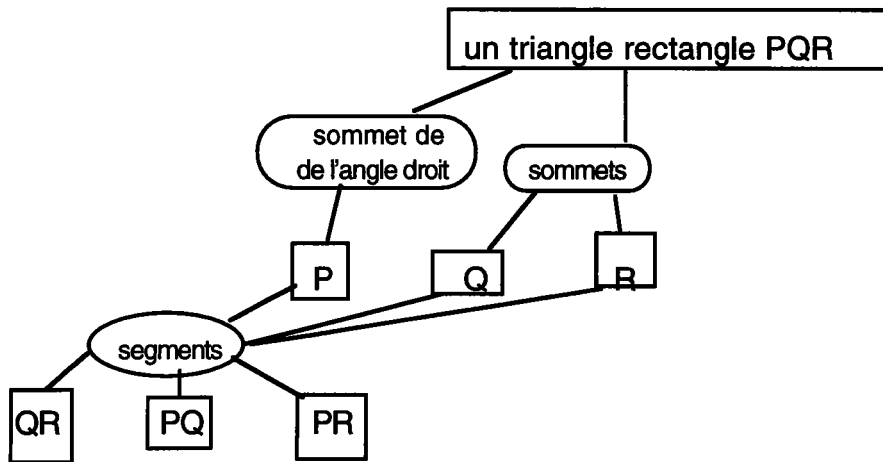 un triangle rectangle PQR
sommet de
de l'angle droit
sommets
P
Q
R
segments
QR
PQ
PR